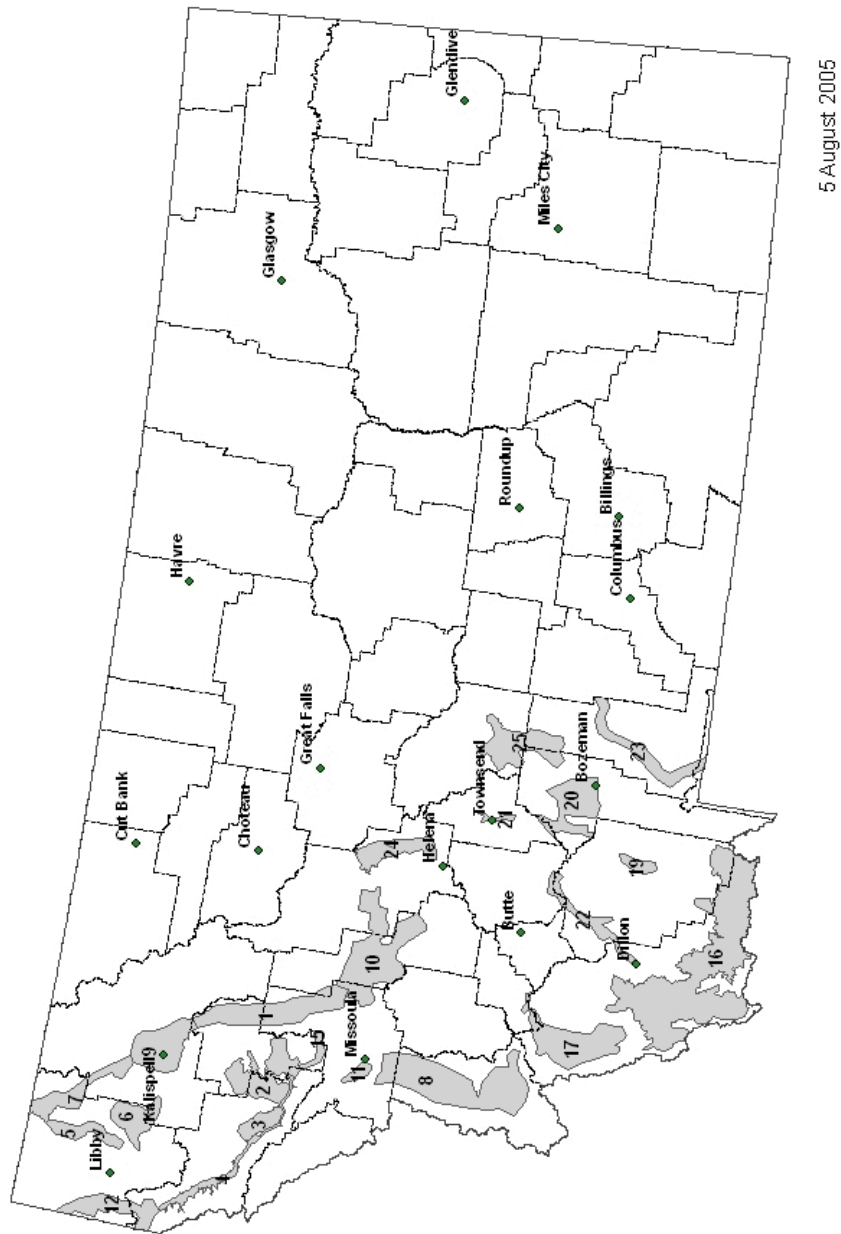 5
7
Libby
12
Cut Bank
6
Kalispell
9
Havre
4
Choteau
3
2
1
Glasgow
Great Falls
15
Missoula
11
10
24
8
Helena
Glendive
Townsend
21
Roundup
Butte
25
Miles City
17
20
Bozeman
22
Billings
Columbus
Dillon
19
23
16
5 August 2005